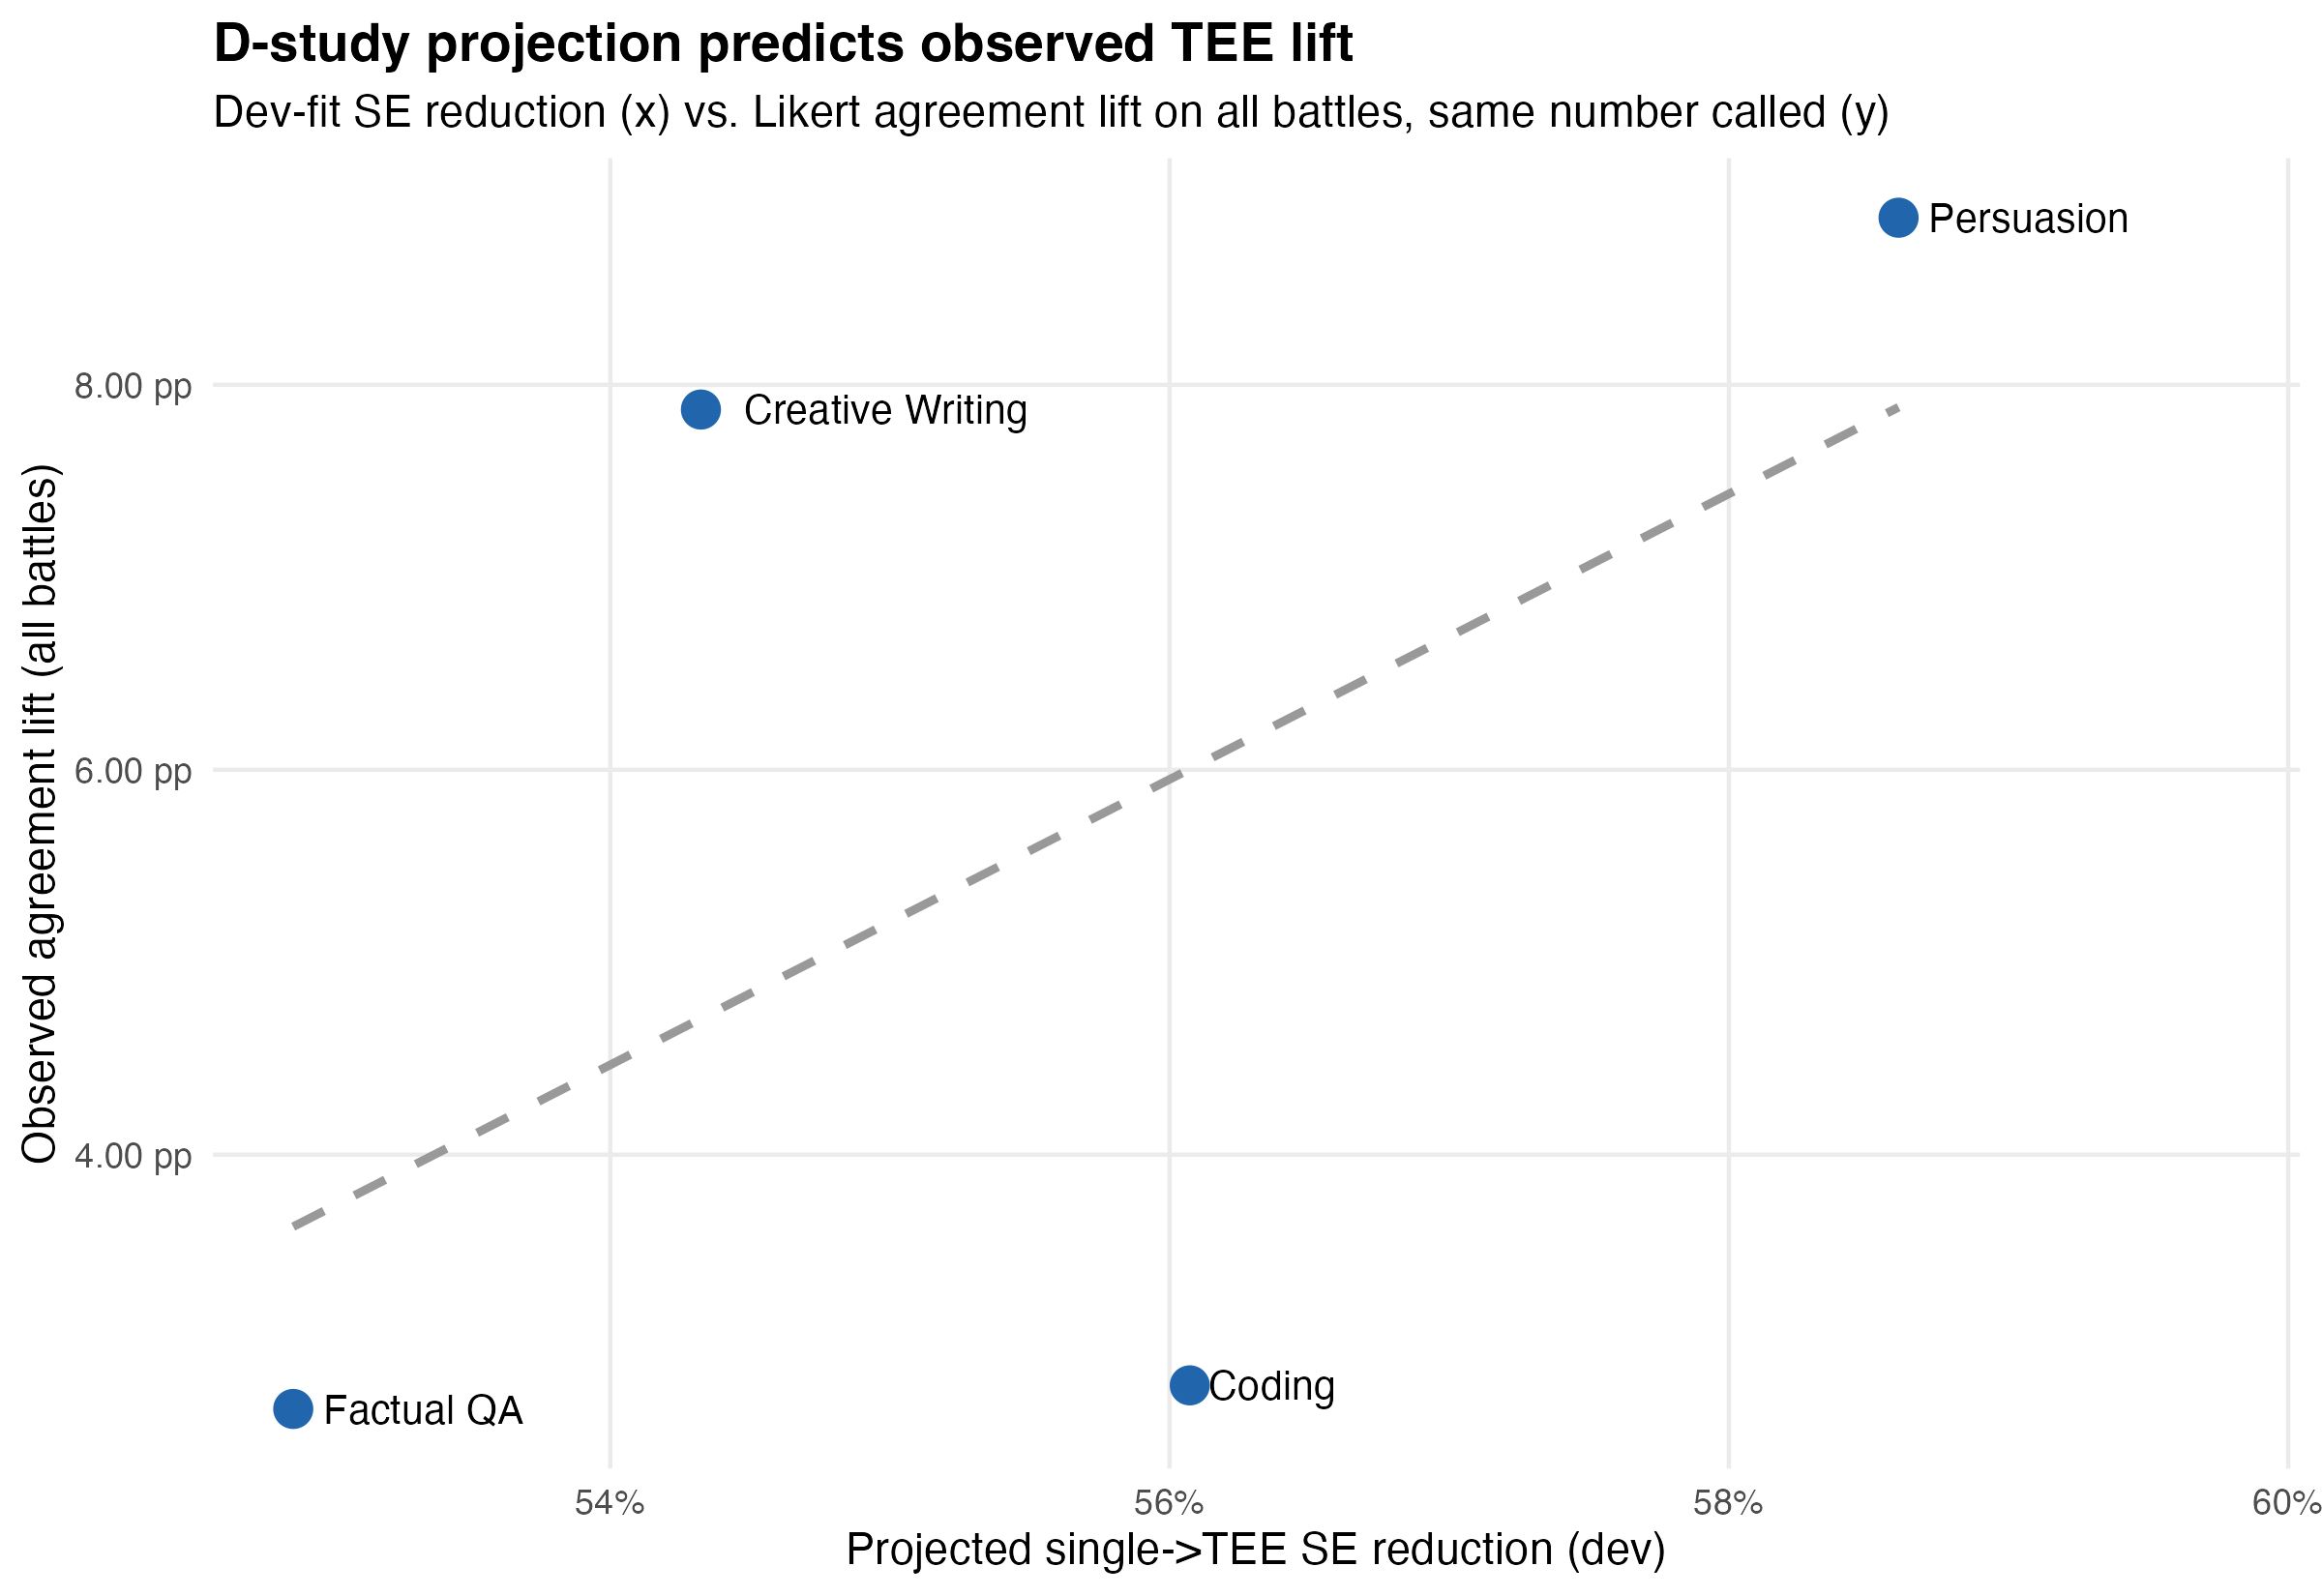 D-study projection predicts observed TEE lift
Dev-fit SE reduction (x) vs. Likert agreement lift on all battles, same number called (y)
Persuasion
8.00 pp
Creative Writing
Observed agreement lift (all battles)
6.00 pp
4.00 pp
Coding
Factual QA
54%
56%
58%
60%
Projected single->TEE SE reduction (dev)